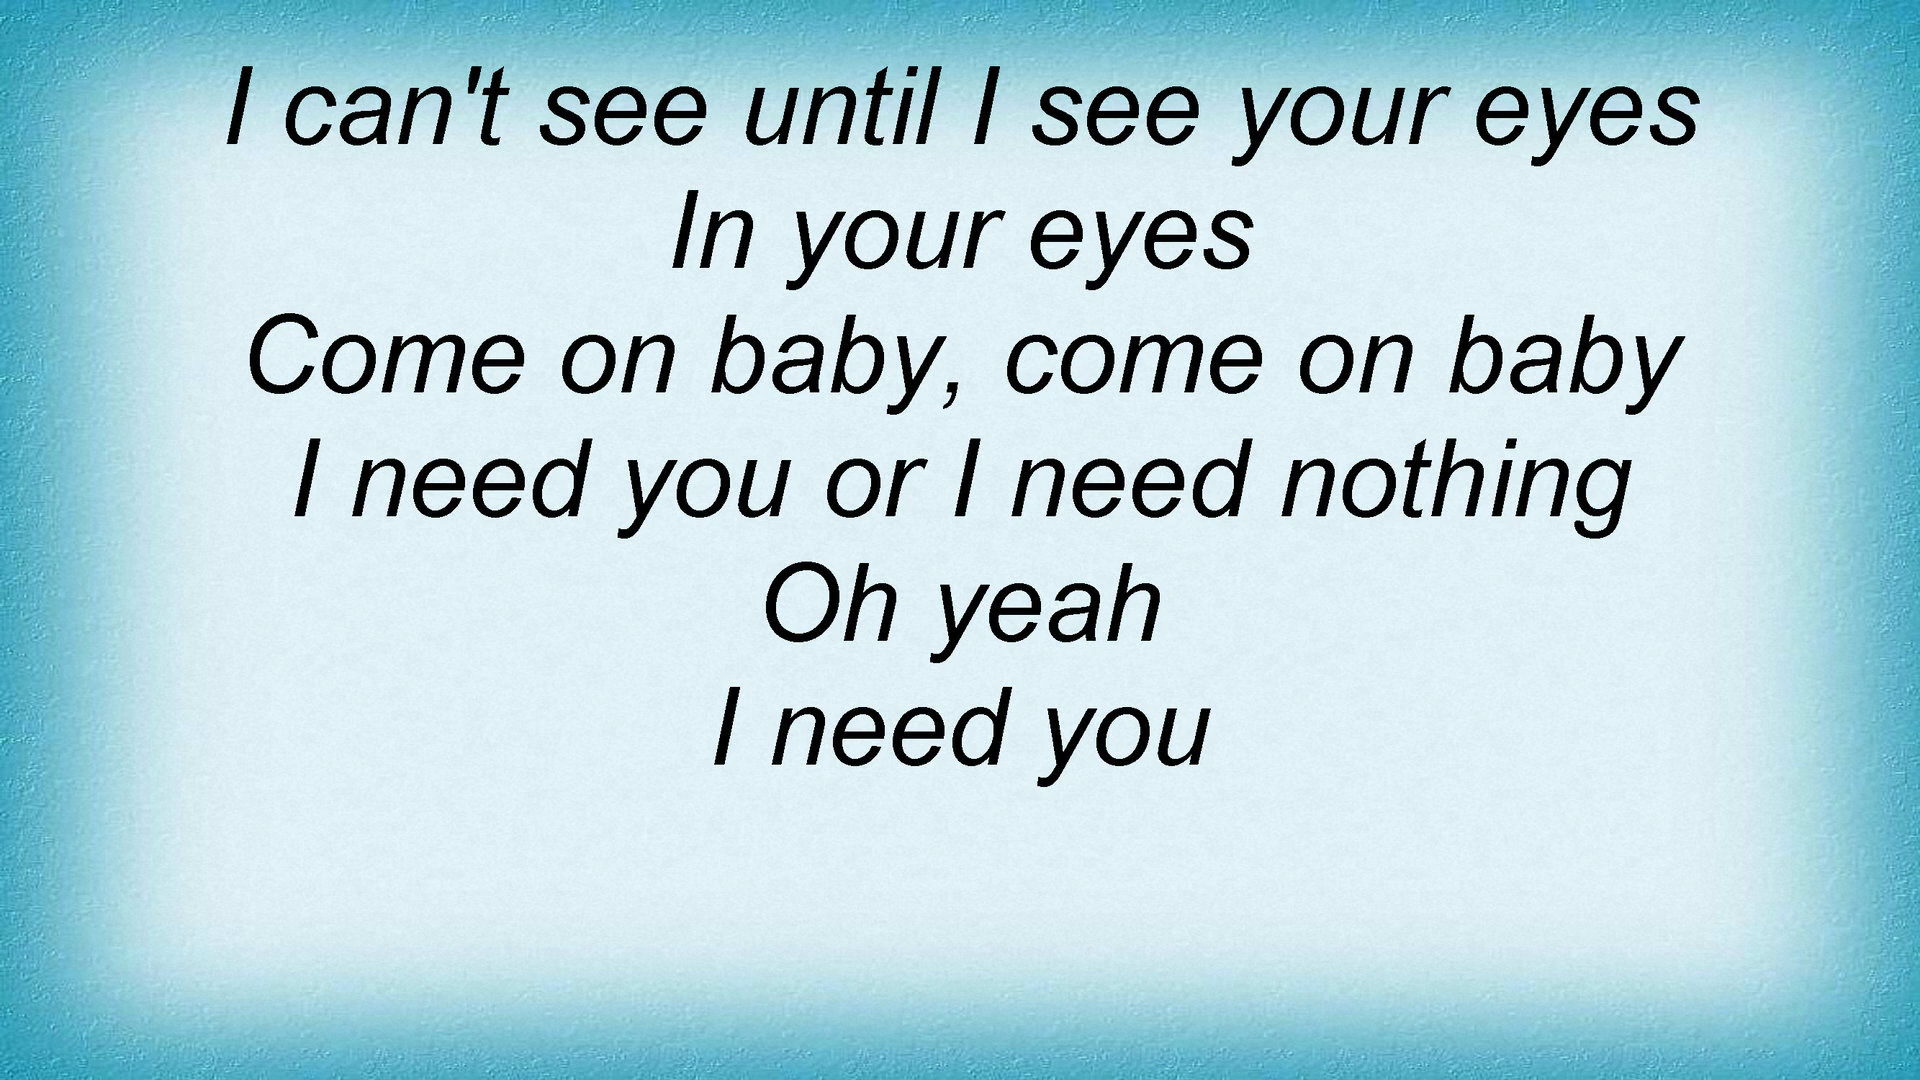 I can't see until I see your eyes
In your eyes
Come on baby, come on baby
I need you or I need nothing
Oh yeah
I need you